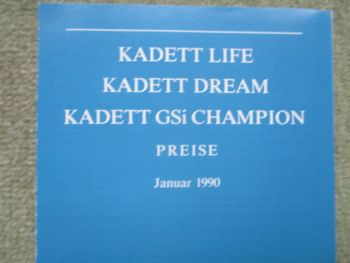 KADETT LIFE
KADETT DREAM
KADETT GSi CHAMPION
PREISE
Januar 1990